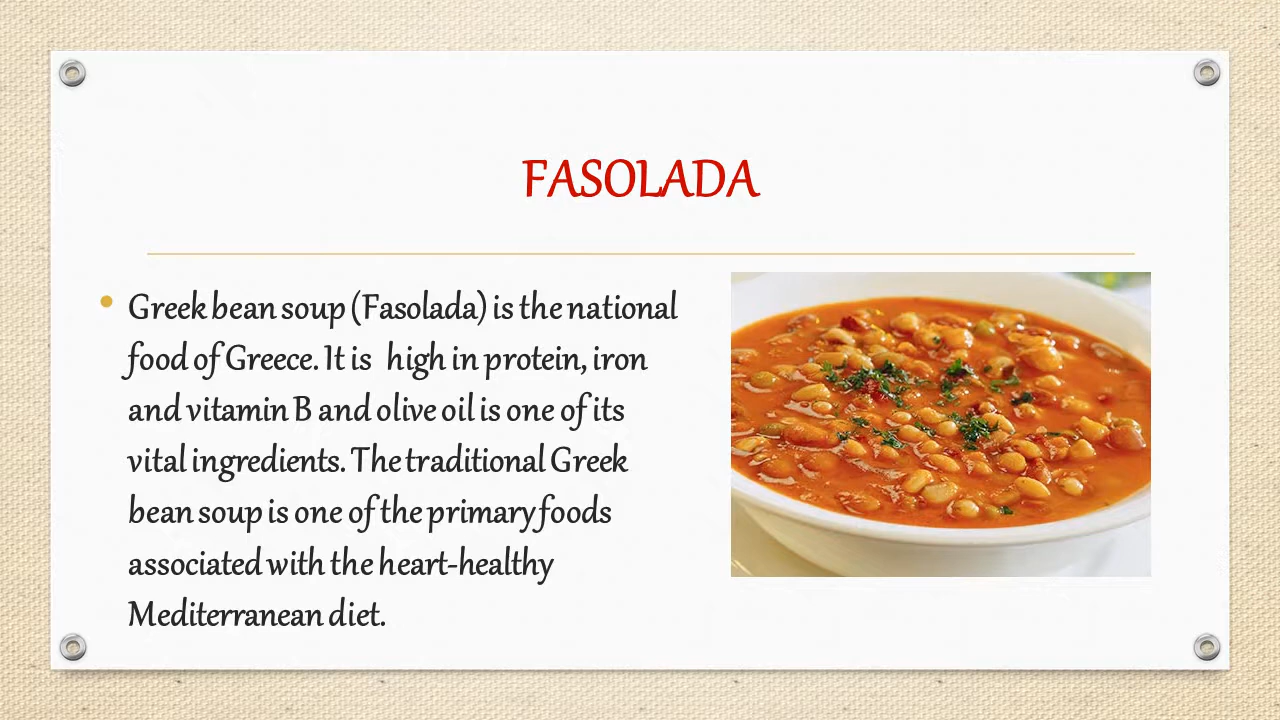 FASOLADA
• Greek bean soup (Fasolada) is the national
food of Greece. It is  high in protein, iron
and vitamin B and olive oil is one of its
vital ingredients. The traditional Greek
bean soup is one of the primary foods
associated with the heart-healthy
Mediterranean diet.